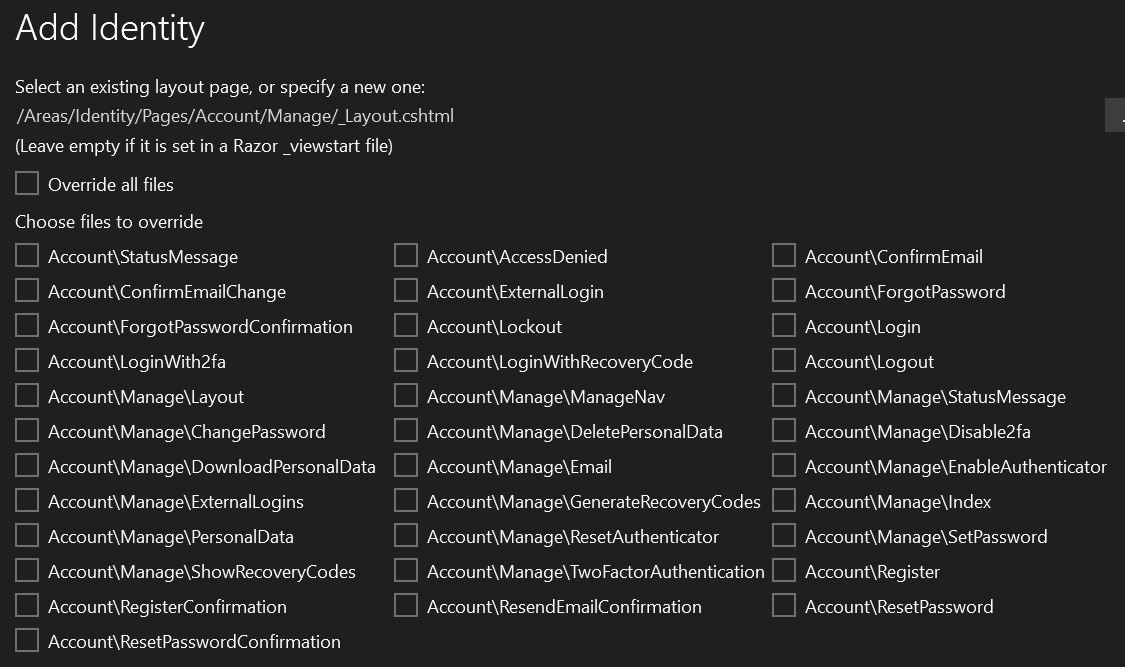 Add Identity
Select an existing layout page, or specify a new one:
/Areas/Identity/Pages/Account/Manage/_Layout.cshtml
(Leave empty if it is set in a Razor _viewstart file)
Override all files
Choose files to override
Account\StatusMessage Account\AccessDenied Account\ConfirmEmail
Account\ConfirmEmailChange Account\ExternalLogin Account\ForgotPassword
Account\ForgotPasswordConfirmation Account\Lockout Account\Login
Account\LoginWith2fa Account\LoginWithRecoveryCode Account\Logout
Account\Manage\Layout Account\Manage\ManageNav Account\Manage\StatusMessage
Account\Manage\ChangePassword Account\Manage\DeletePersonalData Account\Manage\Disable2fa
Account\Manage\DownloadPersonalData Account\Manage\Email Account\Manage\EnableAuthenticator
Account\Manage\ExternalLogins Account\Manage\GenerateRecoveryCodes Account\Manage\Index
Account\Manage\PersonalData Account\Manage\ResetAuthenticator Account\Manage\SetPassword
Account\Manage\ShowRecoveryCodes Account\Manage\TwoFactorAuthentication Account\Register
Account\RegisterConfirmation Account\ResendEmailConfirmation Account\ResetPassword
Account\ResetPasswordConfirmation